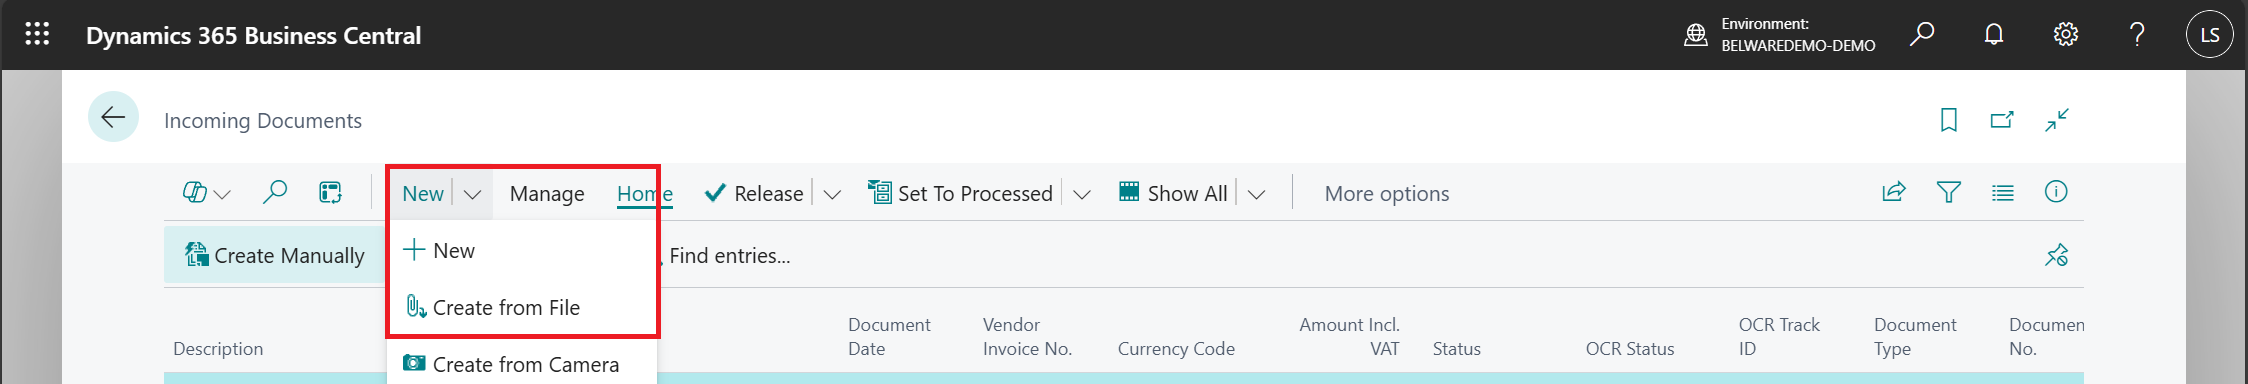 Dynamics 365 Business Central
Environment:
BELWAREDEMO-DEMO
LS
Incoming Documents
New
Manage
Home
Release
Set To Processed
Show All
More options
Create Manually
New
Find entries...
Create from File
Create from Camera
Description
Document
Date
Vendor
Invoice No.
Currency Code
Amount Incl.
VAT
Status
OCR Status
OCR Track
ID
Document
Type
Documen
No.